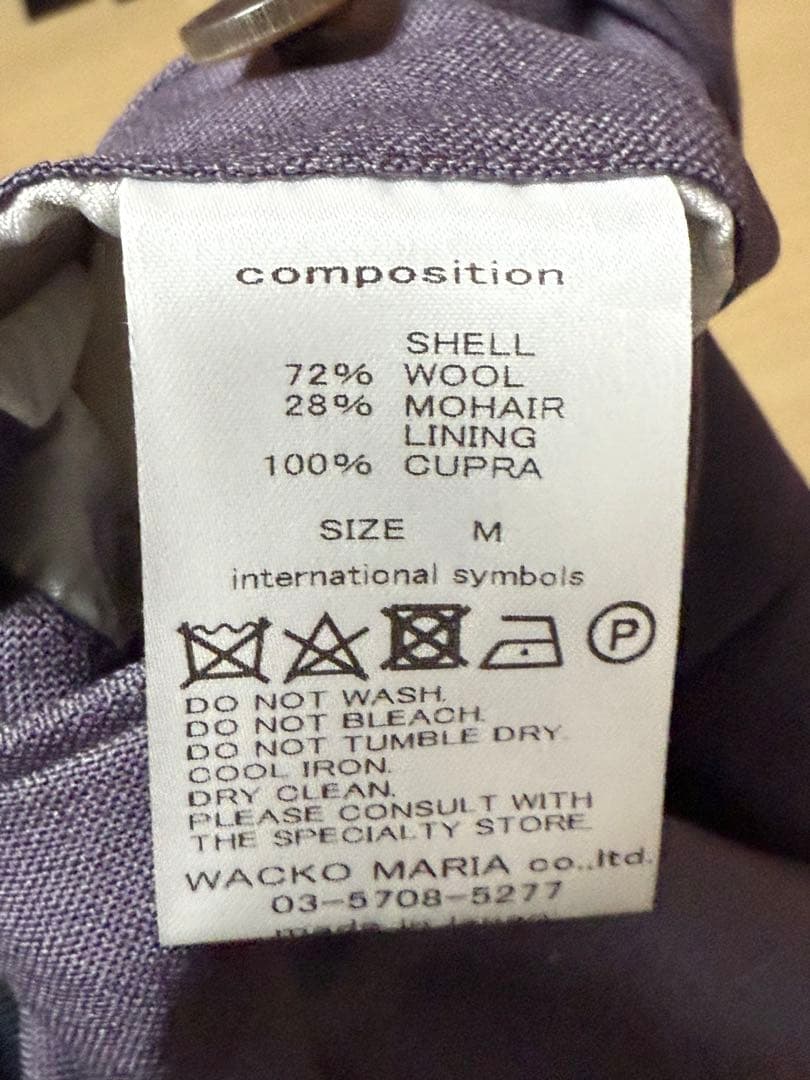 composition
SHELL
72% WOOL
28% MOHAIR
LINING
100% CUPRA
SIZE M
international symbols
P
DO NOT WASH.
DO NOT BLEACH.
DO NOT TUMBLE DRY.
COOL IRON.
DRY CLEAN.
PLEASE CONSULT WITH
THE SPECIALTY STORE.
WACKO MARIA co.,ltd.
03-5708-5277
made in